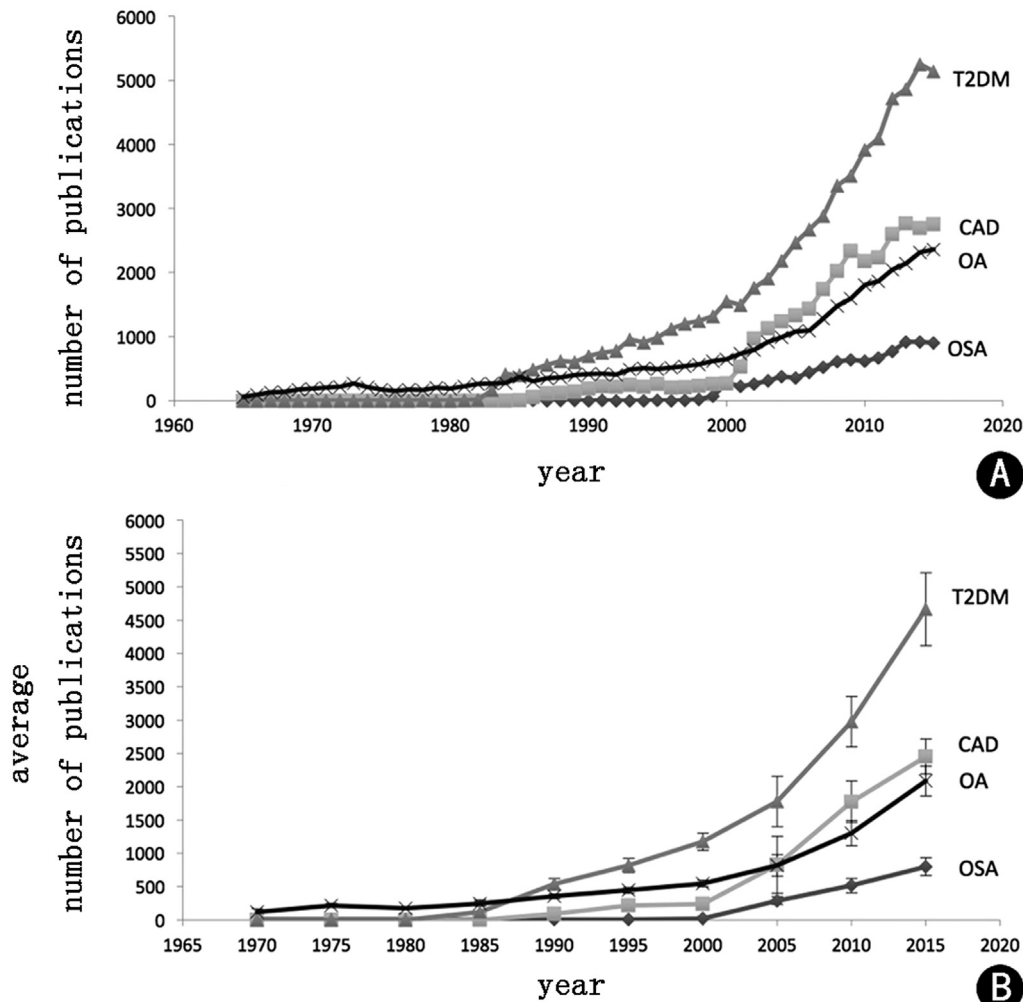 6000
5000
4000
3000
2000
1000
0
number of publications
T2DM
CAD
OA
OSA
1960 1970 1980 1990 2000 2010 2020
year
A
6000
5500
5000
4500
4000
3500
3000
2500
2000
1500
1000
500
0
average
number of publications
T2DM
CAD
OA
OSA
1965 1970 1975 1980 1985 1990 1995 2000 2005 2010 2015 2020
year
B